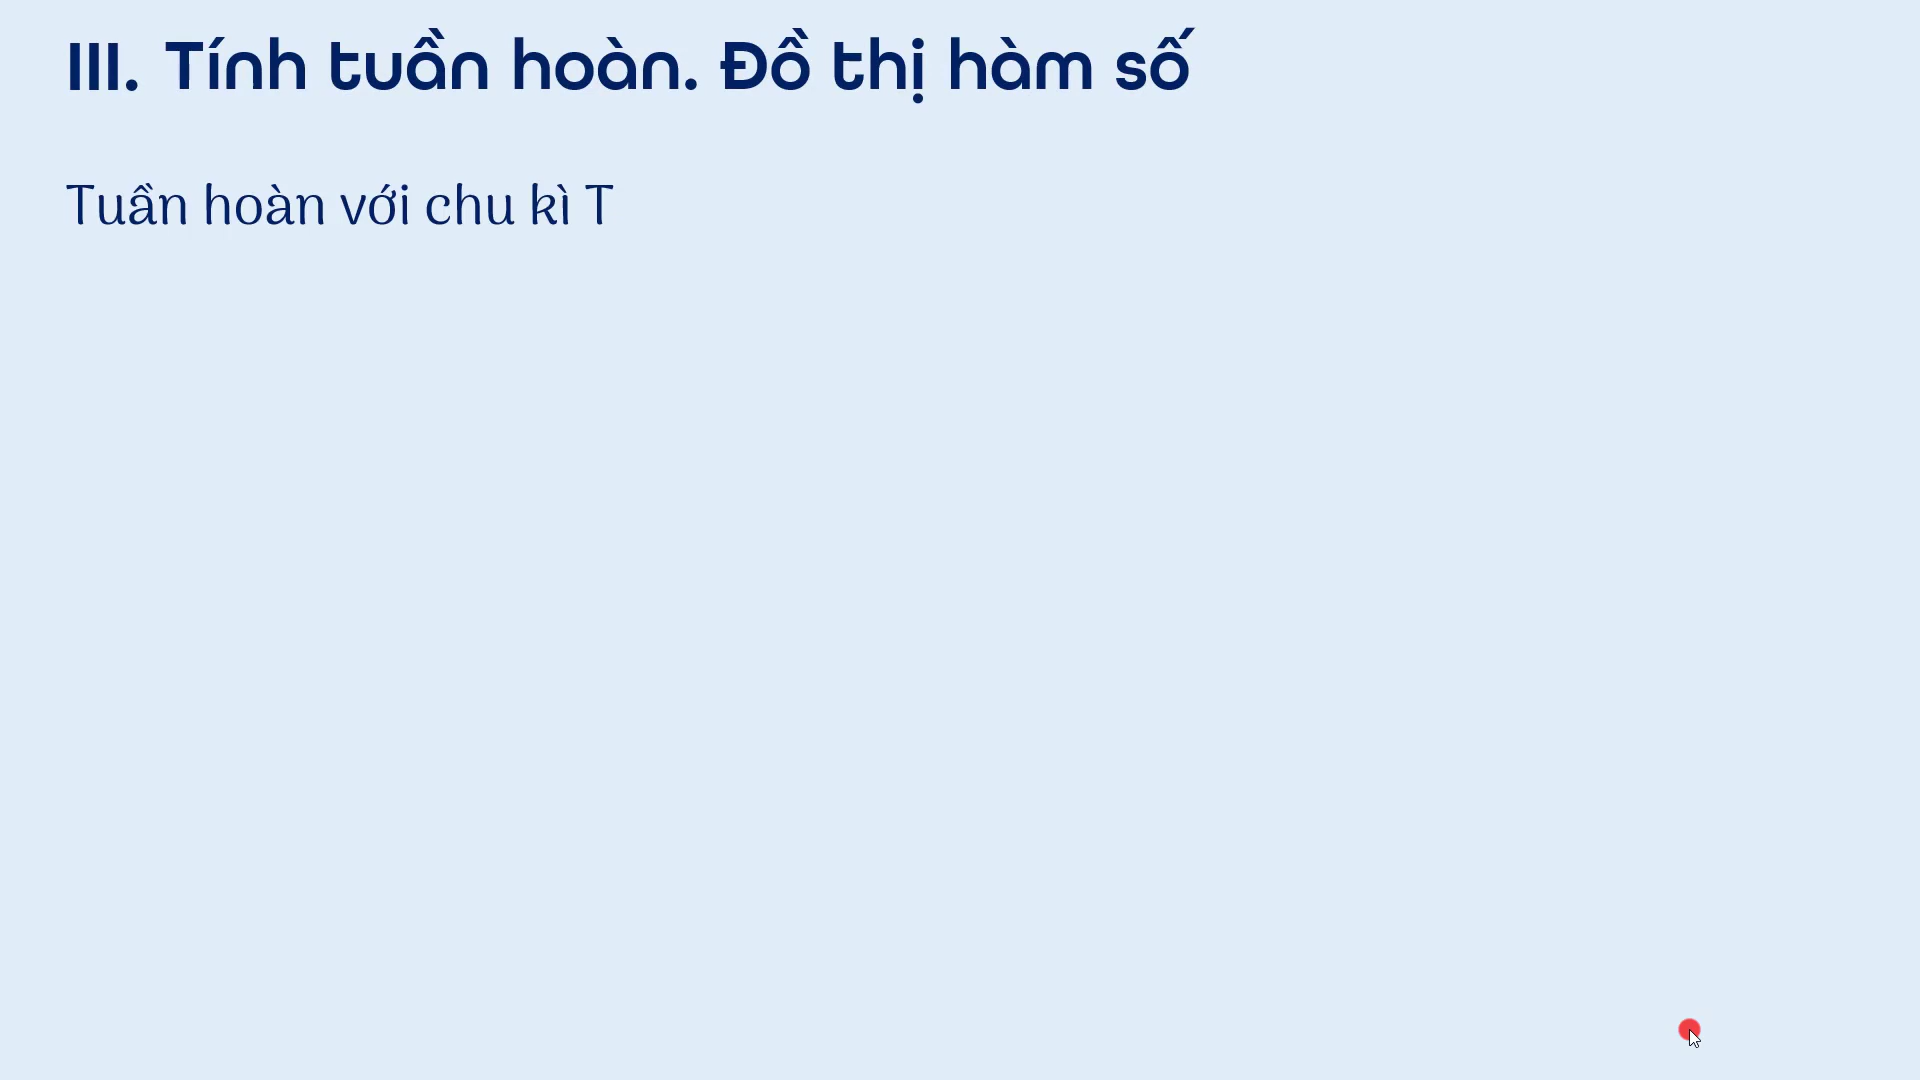 III. Tính tuần hoàn. Đồ thị hàm số
Tuần hoàn với chu kì T